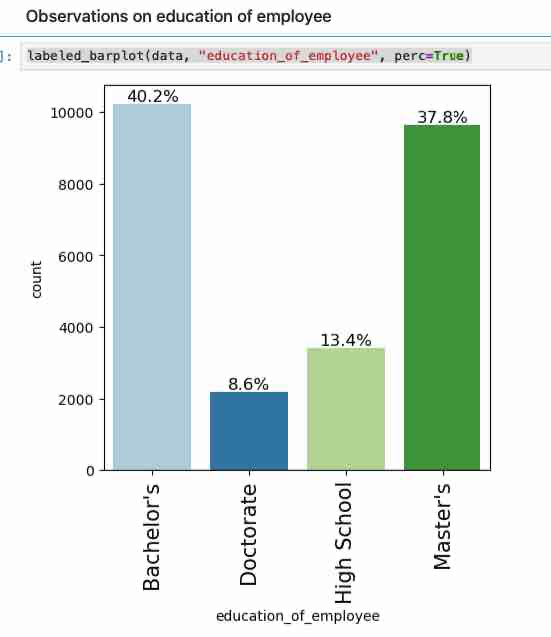 Observations on education of employee
]: labeled_barplot(data, "education_of_employee", perc=True)
40.2%
37.8%
13.4%
8.6%
10000
8000
6000
4000
2000
0
count
Bachelor's
Doctorate
High School
Master's
education_of_employee